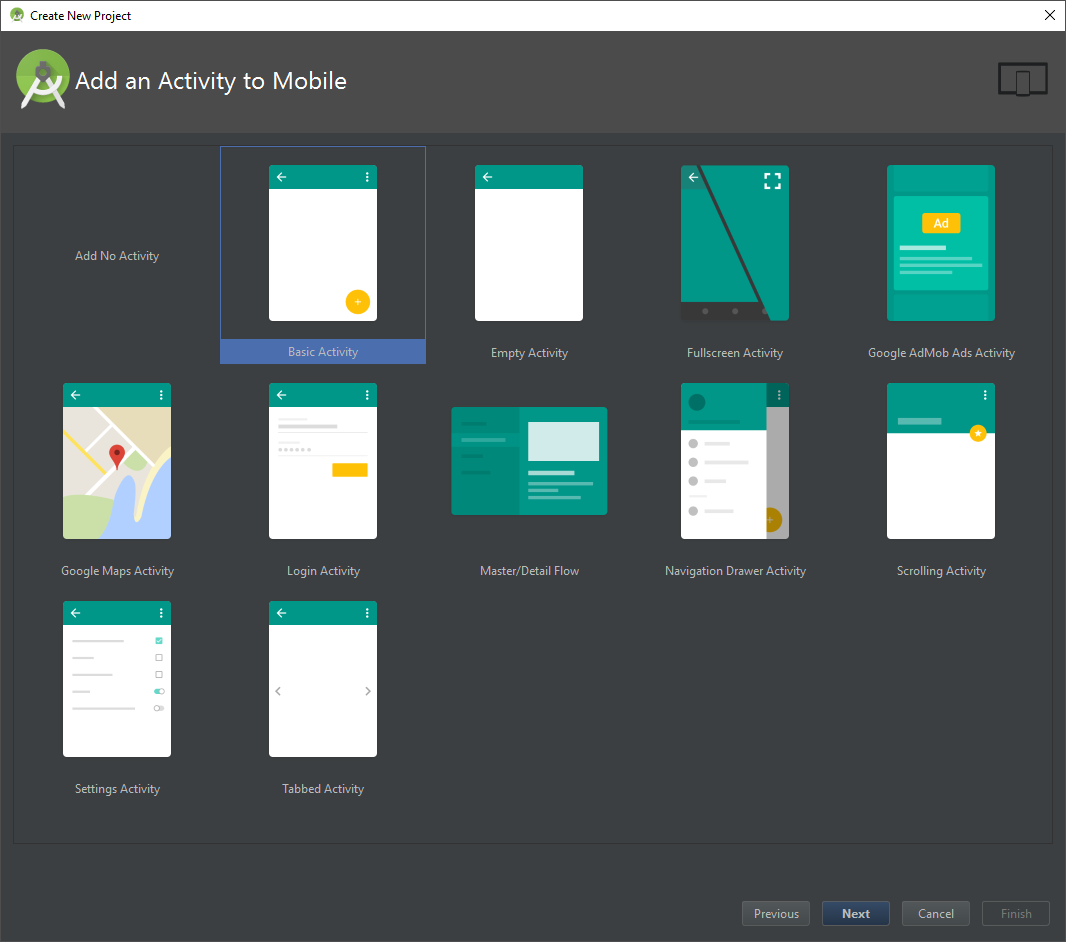 Create New Project
Add an Activity to Mobile
Add No Activity
Basic Activity
Empty Activity
Fullscreen Activity
Ad
Google AdMob Ads Activity
Google Maps Activity
Login Activity
Master/Detail Flow
Navigation Drawer Activity
Scrolling Activity
Settings Activity
Tabbed Activity
Previous
Next
Cancel
Finish